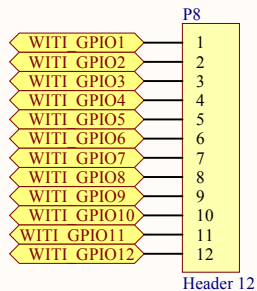 P8
WITI_GPIO1 1
WITI_GPIO2 2
WITI_GPIO3 3
WITI_GPIO4 4
WITI_GPIO5 5
WITI_GPIO6 6
WITI_GPIO7 7
WITI_GPIO8 8
WITI_GPIO9 9
WITI_GPIO10 10
WITI_GPIO11 11
WITI_GPIO12 12
Header 12